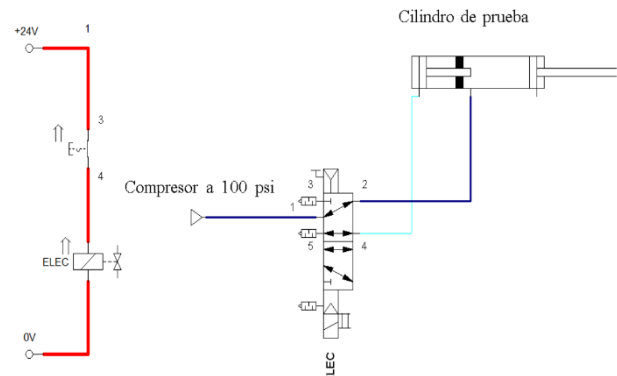 Cilindro de prueba
+24V
1
3
4
Compresor a 100 psi
3
2
1
5
4
ELEC
0V
LEC